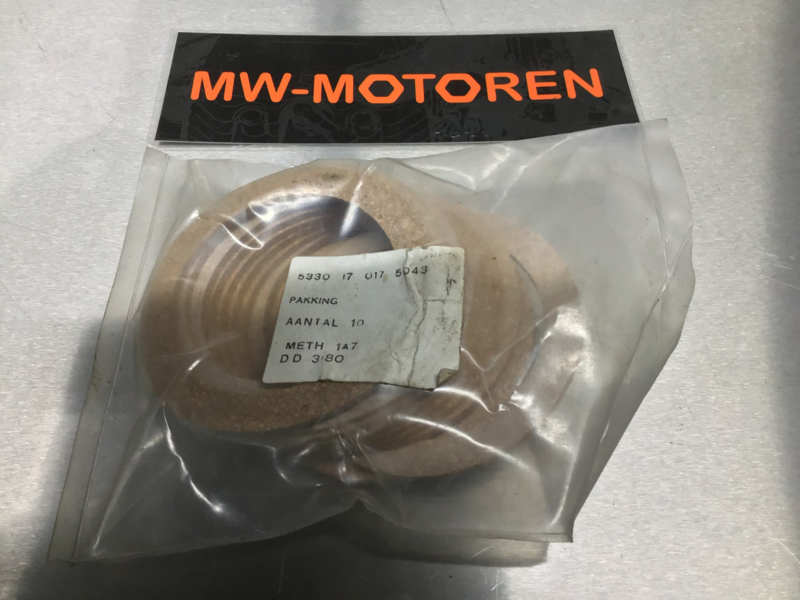 MW-MOTOREN
5330 17 017 5043
PAKKING
AANTAL 10
METH 1A7
DD 3/80